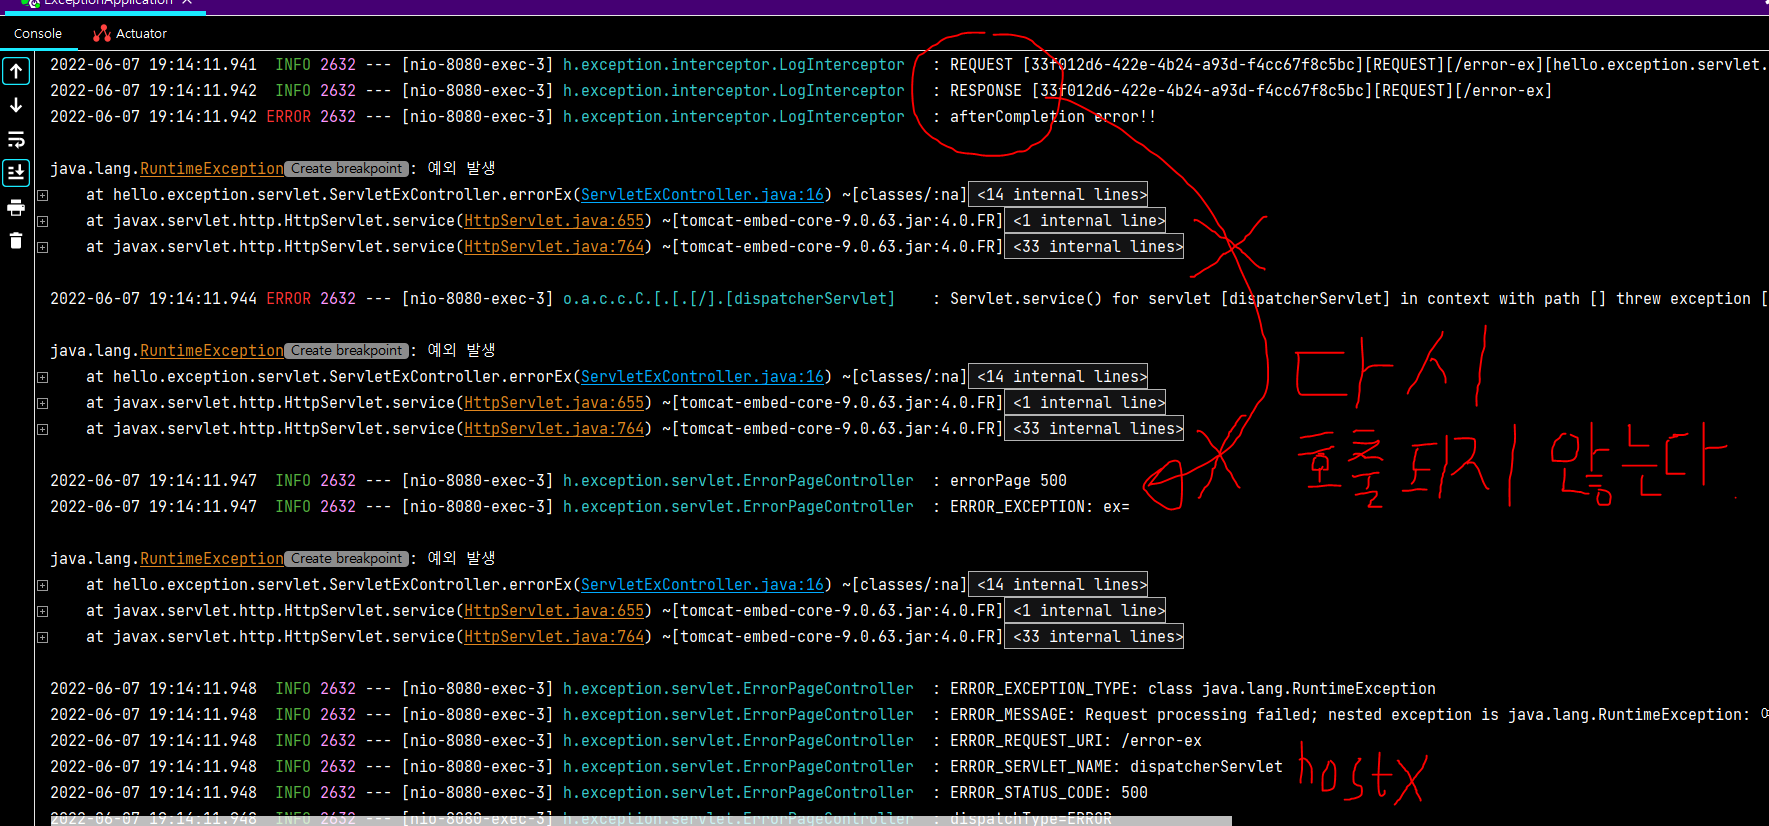 ExceptionApplication ×
Console Actuator
2022-06-07 19:14:11.941  INFO 2632 --- [nio-8080-exec-3] h.exception.interceptor.LogInterceptor   : REQUEST [33f012d6-422e-4b24-a93d-f4cc67f8c5bc][REQUEST][/error-ex][hello.exception.servlet.
2022-06-07 19:14:11.942  INFO 2632 --- [nio-8080-exec-3] h.exception.interceptor.LogInterceptor   : RESPONSE [33f012d6-422e-4b24-a93d-f4cc67f8c5bc][REQUEST][/error-ex]
2022-06-07 19:14:11.942 ERROR 2632 --- [nio-8080-exec-3] h.exception.interceptor.LogInterceptor   : afterCompletion error!!
java.lang.RuntimeException Create breakpoint : 예외 발생
at hello.exception.servlet.ServletExController.errorEx(ServletExController.java:16) ~[classes/:na] <14 internal lines>
at javax.servlet.http.HttpServlet.service(HttpServlet.java:655) ~[tomcat-embed-core-9.0.63.jar:4.0.FR] <1 internal line>
at javax.servlet.http.HttpServlet.service(HttpServlet.java:764) ~[tomcat-embed-core-9.0.63.jar:4.0.FR] <33 internal lines>
2022-06-07 19:14:11.944 ERROR 2632 --- [nio-8080-exec-3] o.a.c.c.C.[.[.[/].[dispatcherServlet]    : Servlet.service() for servlet [dispatcherServlet] in context with path [] threw exception [
java.lang.RuntimeException Create breakpoint : 예외 발생
at hello.exception.servlet.ServletExController.errorEx(ServletExController.java:16) ~[classes/:na] <14 internal lines>
다시
at javax.servlet.http.HttpServlet.service(HttpServlet.java:655) ~[tomcat-embed-core-9.0.63.jar:4.0.FR] <1 internal line>
at javax.servlet.http.HttpServlet.service(HttpServlet.java:764) ~[tomcat-embed-core-9.0.63.jar:4.0.FR] <33 internal lines>
호출되지 않는다
2022-06-07 19:14:11.947  INFO 2632 --- [nio-8080-exec-3] h.exception.servlet.ErrorPageController  : errorPage 500
2022-06-07 19:14:11.947  INFO 2632 --- [nio-8080-exec-3] h.exception.servlet.ErrorPageController  : ERROR_EXCEPTION: ex=
java.lang.RuntimeException Create breakpoint : 예외 발생
at hello.exception.servlet.ServletExController.errorEx(ServletExController.java:16) ~[classes/:na] <14 internal lines>
at javax.servlet.http.HttpServlet.service(HttpServlet.java:655) ~[tomcat-embed-core-9.0.63.jar:4.0.FR] <1 internal line>
at javax.servlet.http.HttpServlet.service(HttpServlet.java:764) ~[tomcat-embed-core-9.0.63.jar:4.0.FR] <33 internal lines>
2022-06-07 19:14:11.948  INFO 2632 --- [nio-8080-exec-3] h.exception.servlet.ErrorPageController  : ERROR_EXCEPTION_TYPE: class java.lang.RuntimeException
2022-06-07 19:14:11.948  INFO 2632 --- [nio-8080-exec-3] h.exception.servlet.ErrorPageController  : ERROR_MESSAGE: Request processing failed; nested exception is java.lang.RuntimeException:
2022-06-07 19:14:11.948  INFO 2632 --- [nio-8080-exec-3] h.exception.servlet.ErrorPageController  : ERROR_REQUEST_URI: /error-ex
2022-06-07 19:14:11.948  INFO 2632 --- [nio-8080-exec-3] h.exception.servlet.ErrorPageController  : ERROR_SERVLET_NAME: dispatcherServlet
hostX
2022-06-07 19:14:11.948  INFO 2632 --- [nio-8080-exec-3] h.exception.servlet.ErrorPageController  : ERROR_STATUS_CODE: 500
2022-06-07 19:14:11.948  INFO 2632 --- [nio-8080-exec-3] h.exception.servlet.ErrorPageController  : dispatchType=ERROR